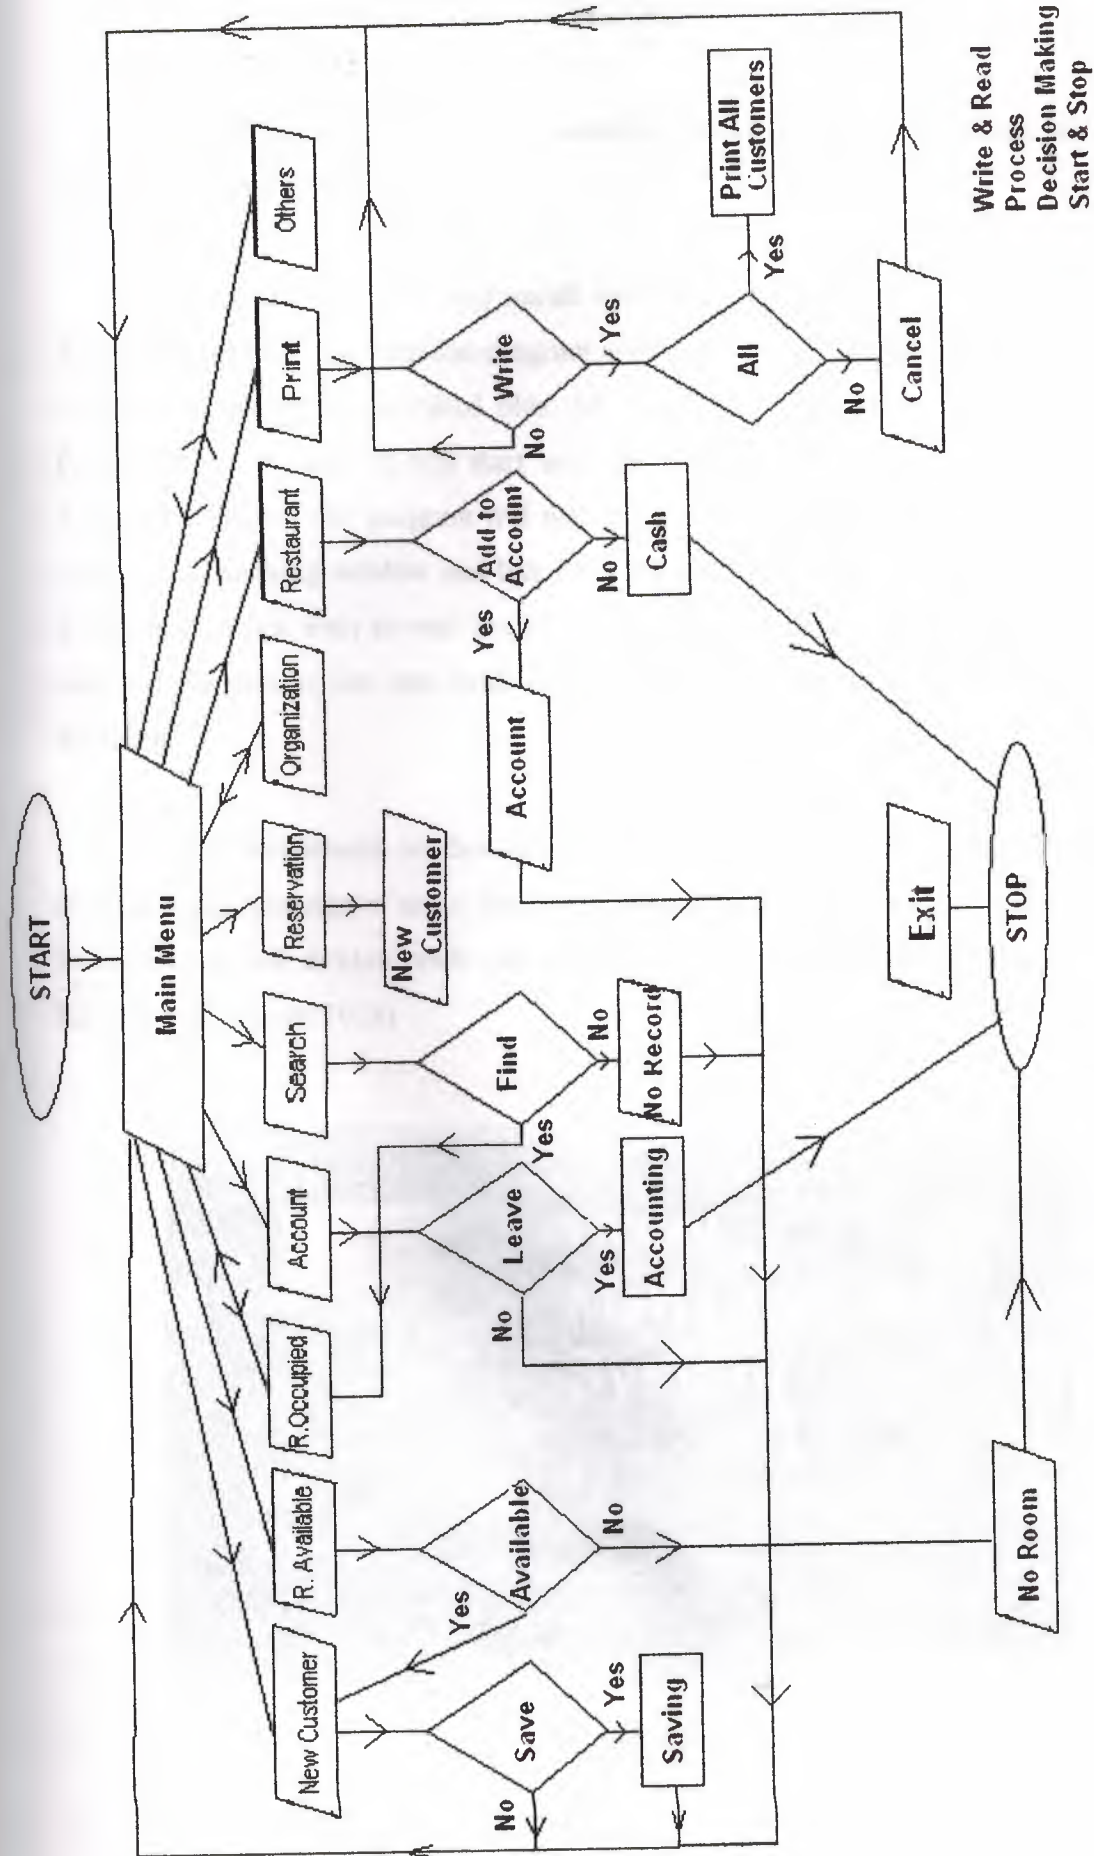 START
Main Menu
New Customer
R. Available
R.Occupied
Account
Search
Reservation
Organization
Restaurant
Print
Others
New
Customer
Save
Available
Leave
Find
Add to
Account
Write
No
Yes
Yes
No
No
Yes
Yes
No
Yes
No
No
Yes
Saving
Accounting
No Record
Account
Cash
All
Yes
No
Print All
Customers
Cancel
No Room
Exit
STOP
Write & Read
Process
Decision Making
Start & Stop